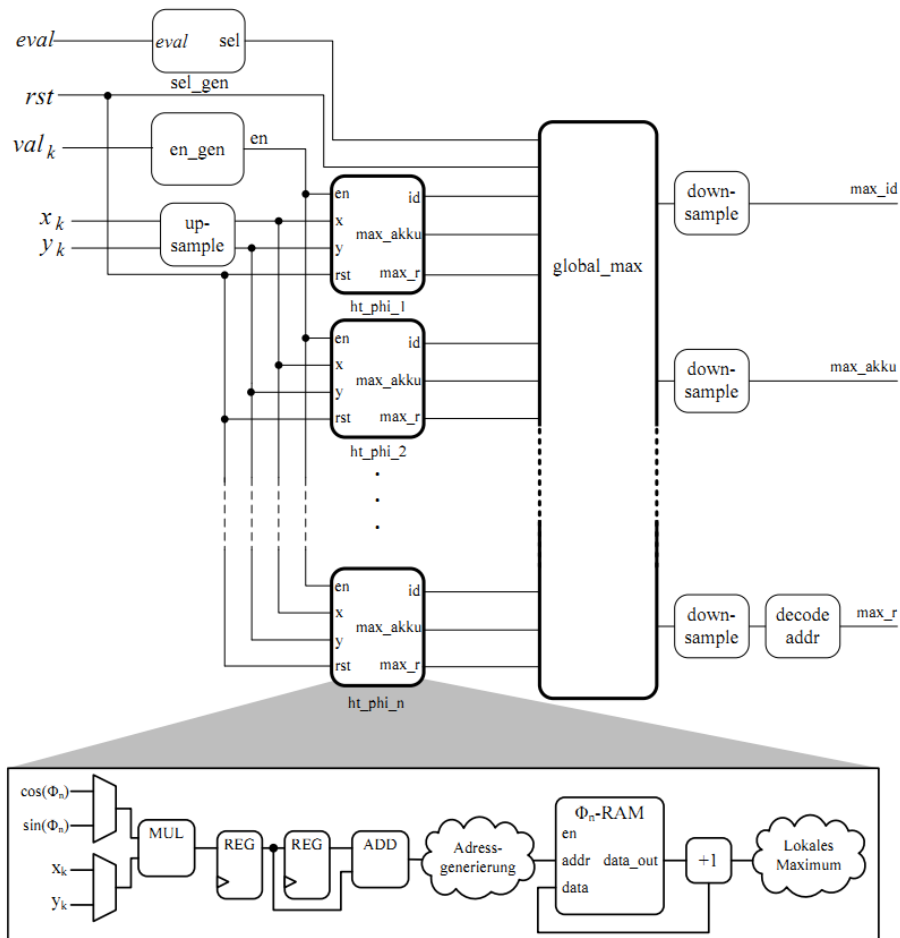 eval
eval sel
sel_gen
rst
val k
en_gen
en
x k
y k
up-
sample
en
x
y
rst
id
max_akku
max_r
ht_phi_1
en
x
y
rst
id
max_akku
max_r
ht_phi_2
en
x
y
rst
id
max_akku
max_r
ht_phi_n
global_max
down-
sample
max_id
down-
sample
max_akku
down-
sample
decode
addr
max_r
cos(Φn)
sin(Φn)
xk
yk
MUL
REG
REG
ADD
Adress-
generierung
Φn-RAM
en
addr data_out
data
+1
Lokales
Maximum